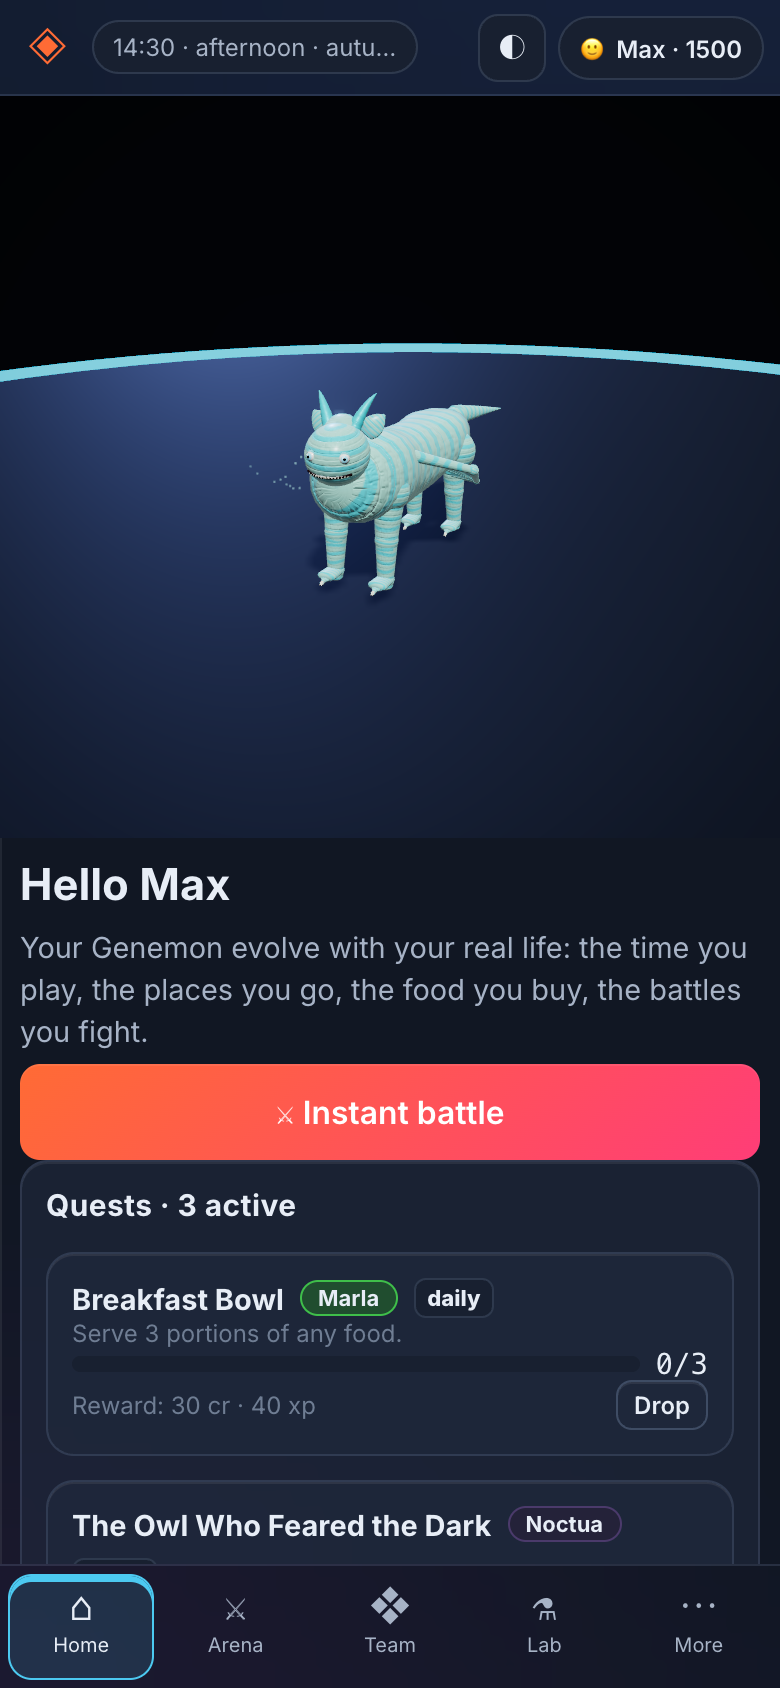 14:30 · afternoon · autu...
Max · 1500
Hello Max
Your Genemon evolve with your real life: the time you
play, the places you go, the food you buy, the battles
you fight.
Instant battle
Quests · 3 active
Breakfast Bowl Marla daily
Serve 3 portions of any food.
0/3
Reward: 30 cr · 40 xp Drop
The Owl Who Feared the Dark Noctua
Home Arena Team Lab More